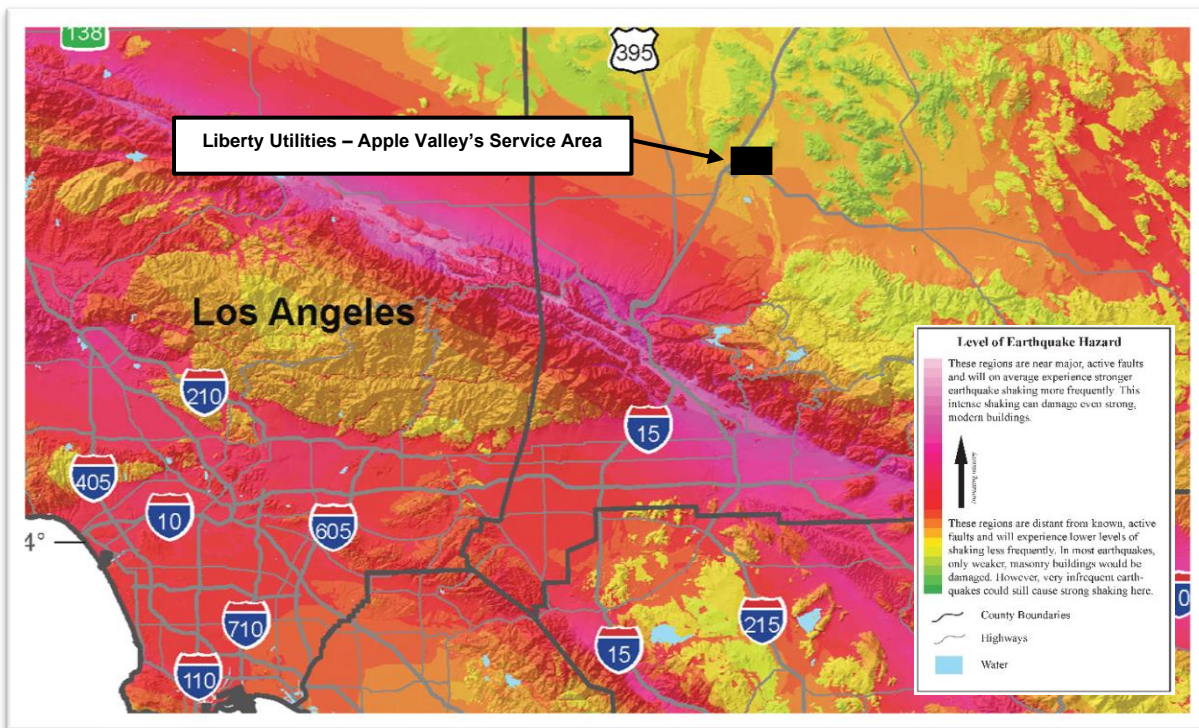 138
395
Liberty Utilities – Apple Valley's Service Area
Los Angeles
210
15
405
10
605
4°
710
110
15
215
0
Level of Earthquake Hazard
These regions are near major, active faults
and will on average experience stronger
earthquake shaking more frequently. This
intense shaking can damage even strong,
modern buildings.
These regions are distant from known, active
faults and will experience lower levels of
shaking less frequently. In most earthquakes,
only weaker, masonry buildings would be
damaged. However, very infrequent earth-
quakes could still cause strong shaking here.
County Boundaries
Highways
Water